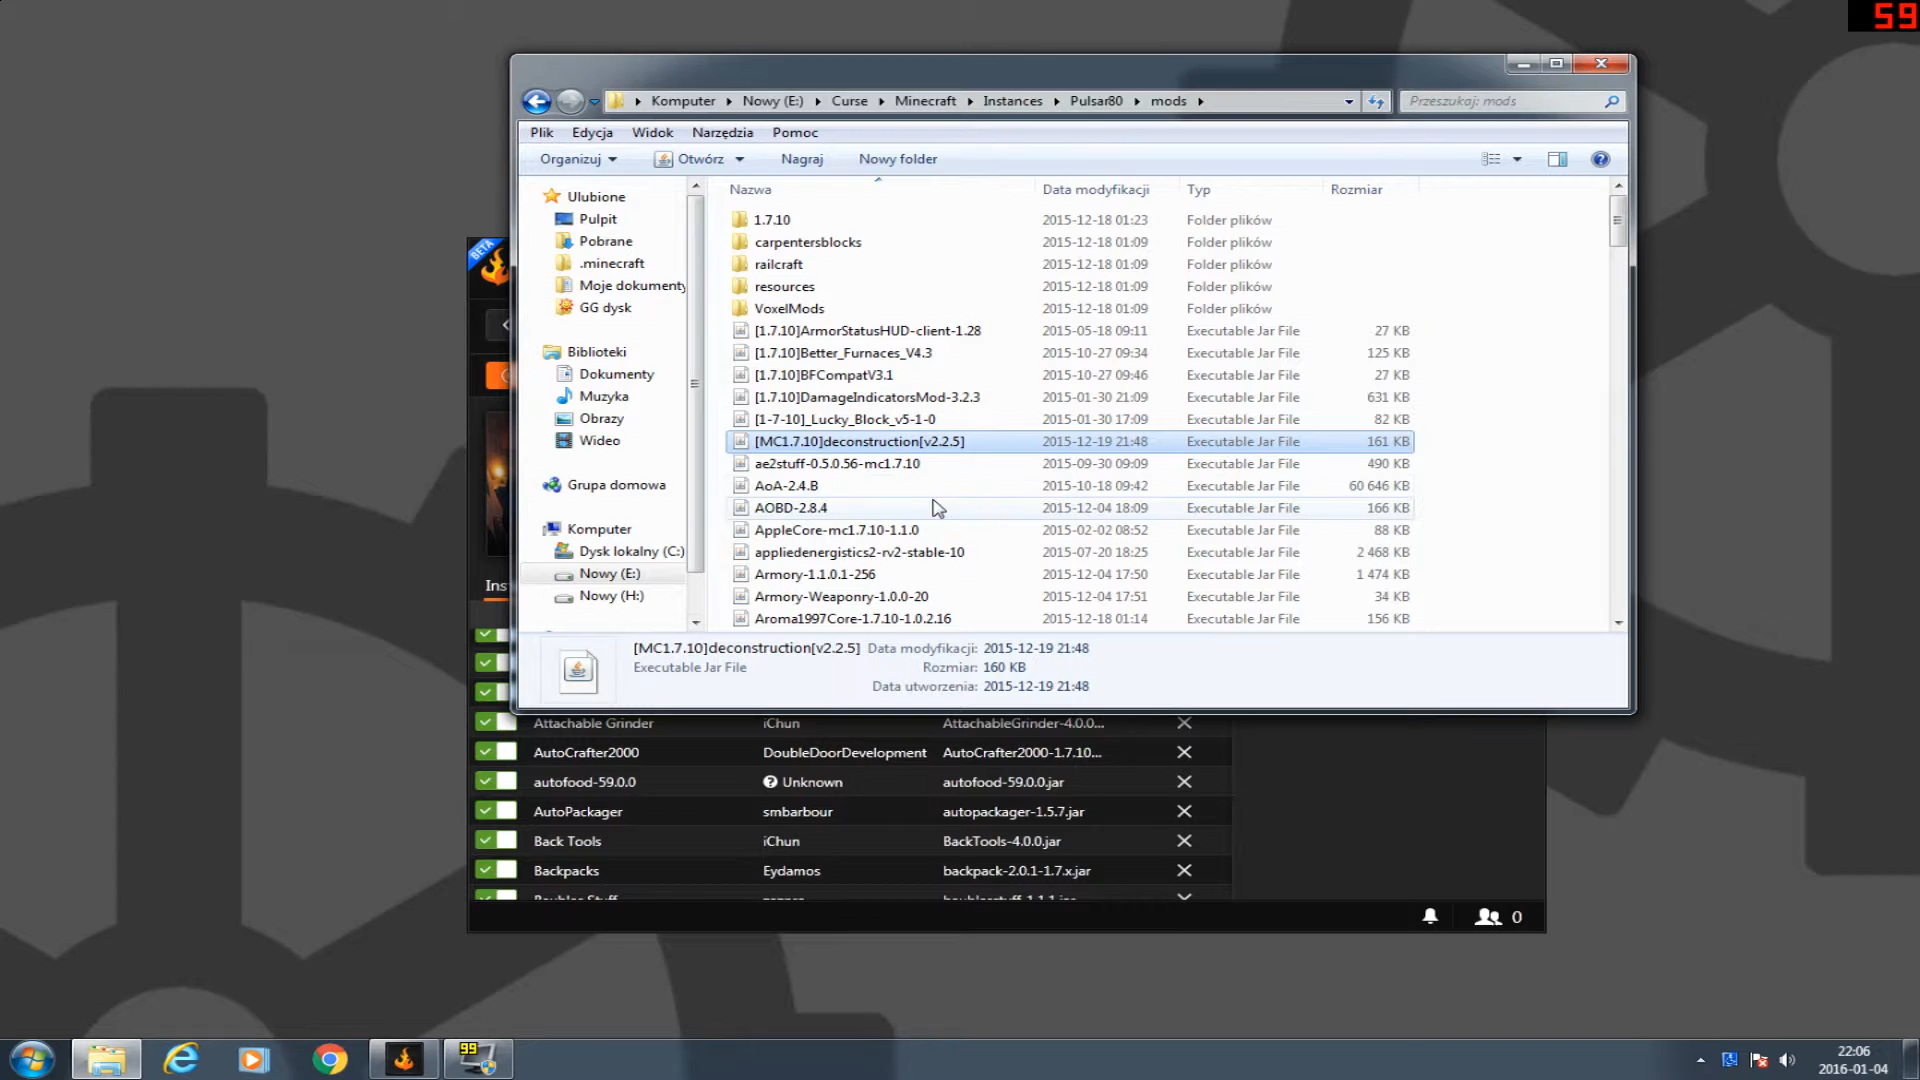 59
Komputer Nowy (E:) Curse Minecraft Instances Pulsar80 mods
Przeszukaj: mods
Plik Edycja Widok Narzędzia Pomoc
Organizuj Otwórz Nagraj Nowy folder
Nazwa Data modyfikacji Typ Rozmiar
1.7.10 2015-12-18 01:23 Folder plików
carpentersblocks 2015-12-18 01:09 Folder plików
railcraft 2015-12-18 01:09 Folder plików
resources 2015-12-18 01:09 Folder plików
VoxelMods 2015-12-18 01:09 Folder plików
[1.7.10]ArmorStatusHUD-client-1.28 2015-05-18 09:11 Executable Jar File 27 KB
[1.7.10]Better_Furnaces_V4.3 2015-10-27 09:34 Executable Jar File 125 KB
[1.7.10]BFCompatV3.1 2015-10-27 09:46 Executable Jar File 27 KB
[1.7.10]DamageIndicatorsMod-3.2.3 2015-01-30 21:09 Executable Jar File 631 KB
[1-7-10]_Lucky_Block_v5-1-0 2015-01-30 17:09 Executable Jar File 82 KB
[MC1.7.10]deconstruction[v2.2.5] 2015-12-19 21:48 Executable Jar File 161 KB
ae2stuff-0.5.0.56-mc1.7.10 2015-09-30 09:09 Executable Jar File 490 KB
AoA-2.4.B 2015-10-18 09:42 Executable Jar File 60 646 KB
AOBD-2.8.4 2015-12-04 18:09 Executable Jar File 166 KB
AppleCore-mc1.7.10-1.1.0 2015-02-02 08:52 Executable Jar File 88 KB
appliedenergistics2-rv2-stable-10 2015-07-20 18:25 Executable Jar File 2 468 KB
Armory-1.1.0.1-256 2015-12-04 17:50 Executable Jar File 1 474 KB
Armory-Weaponry-1.0.0-20 2015-12-04 17:51 Executable Jar File 34 KB
Aroma1997Core-1.7.10-1.0.2.16 2015-12-18 01:14 Executable Jar File 156 KB
Ulubione
Pulpit
Pobrane
.minecraft
Moje dokumenty
GG dysk
Biblioteki
Dokumenty
Muzyka
Obrazy
Wideo
Grupa domowa
Komputer
Dysk lokalny (C:)
Nowy (E:)
Nowy (H:)
[MC1.7.10]deconstruction[v2.2.5] Data modyfikacji: 2015-12-19 21:48
Executable Jar File Rozmiar: 160 KB
Data utworzenia: 2015-12-19 21:48
BETA
Ins
Attachable Grinder iChun AttachableGrinder-4.0.0...
AutoCrafter2000 DoubleDoorDevelopment AutoCrafter2000-1.7.10...
autofood-59.0.0 Unknown autofood-59.0.0.jar
AutoPackager smbarbour autopackager-1.5.7.jar
Back Tools iChun BackTools-4.0.0.jar
Backpacks Eydamos backpack-2.0.1-1.7.x.jar
0
99
22:06
2016-01-04